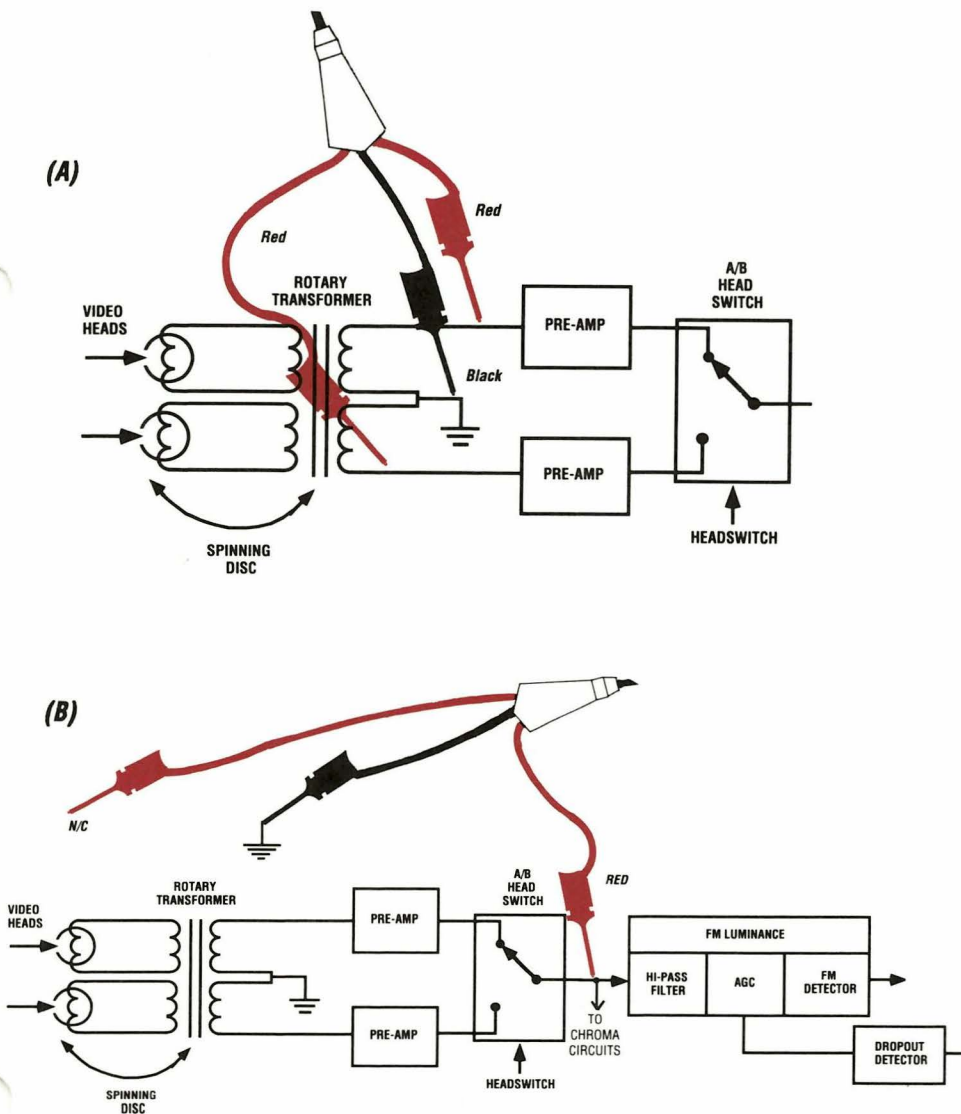 (A)
Red
Red
ROTARY
TRANSFORMER
A/B
HEAD
SWITCH
VIDEO
HEADS
PRE-AMP
Black
PRE-AMP
SPINNING
DISC
HEADSWITCH
(B)
N/C
RED
A/B
HEAD
SWITCH
ROTARY
TRANSFORMER
VIDEO
HEADS
PRE-AMP
FM LUMINANCE
HI-PASS
FILTER
AGC
FM
DETECTOR
TO
CHROMA
CIRCUITS
PRE-AMP
DROPOUT
DETECTOR
HEADSWITCH
SPINNING
DISC